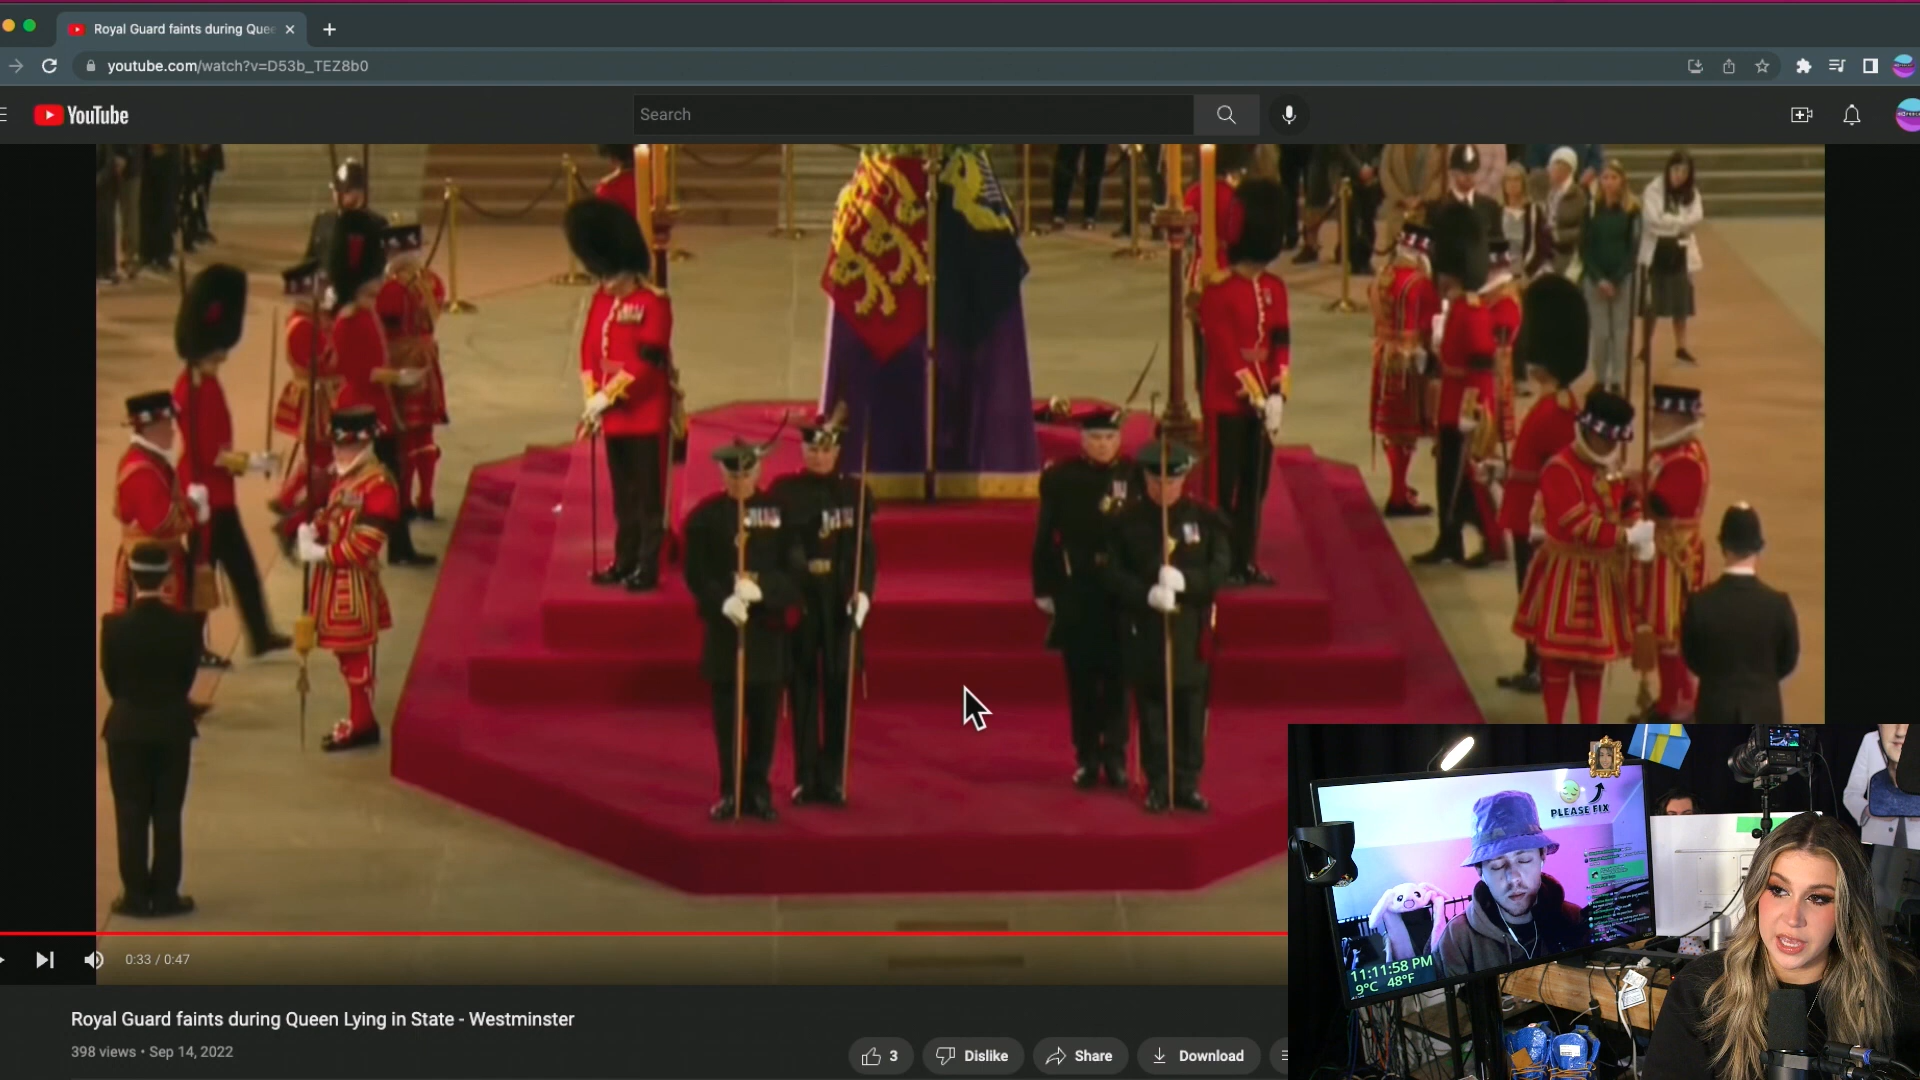 Royal Guard faints during Quee
youtube.com/watch?v=D53b_TEZ8b0
YouTube
Search
0:33 / 0:47
Royal Guard faints during Queen Lying in State - Westminster
398 views • Sep 14, 2022
3
Dislike
Share
Download
PLEASE FIX
11:11:58 PM
9°C 48°F